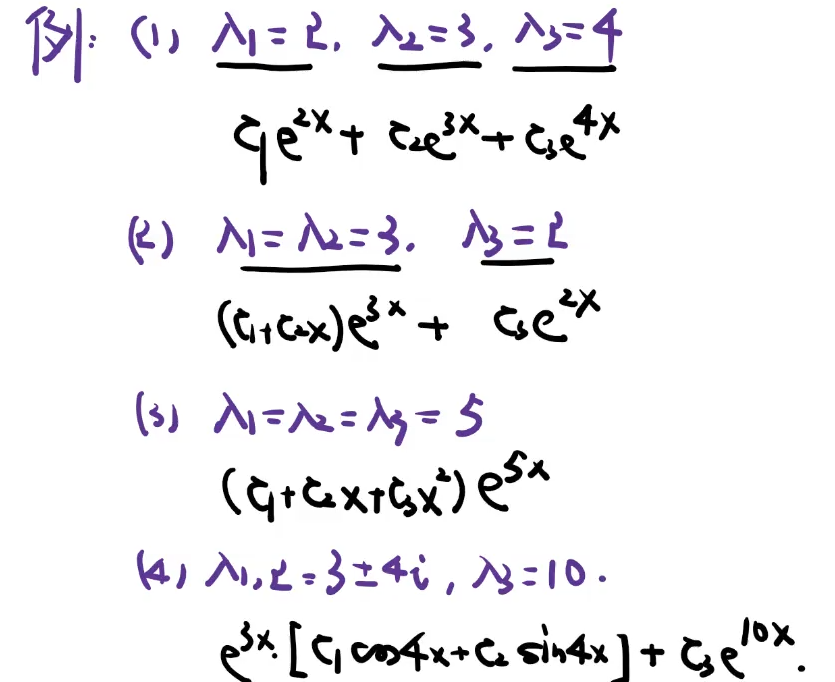 例: (1) λ₁=2, λ₂=3, λ₃=4
C₁e^{2x} + C₂e^{3x} + C₃e^{4x}
(2) λ₁=λ₂=3. λ₃=2
(C₁+C₂x)e^{3x} + C₃e^{2x}
(3) λ₁=λ₂=λ₃=5
(C₁+C₂x+C₃x²)e^{5x}
(4) λ₁,₂=3±4i, λ₃=10.
e^{3x}·[C₁cos4x+C₂sin4x]+C₃e^{10x}.